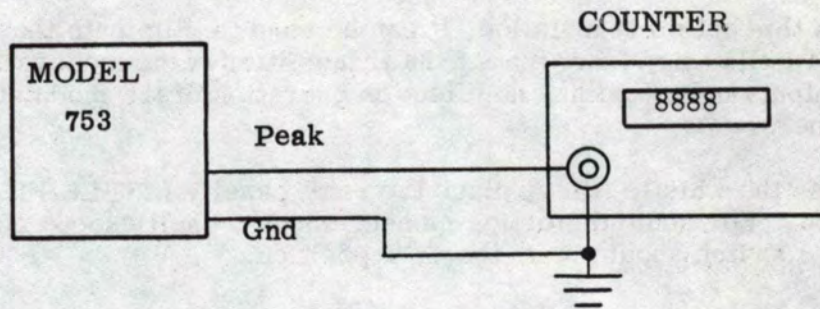 COUNTER
MODEL
753
8888
Peak
Gnd